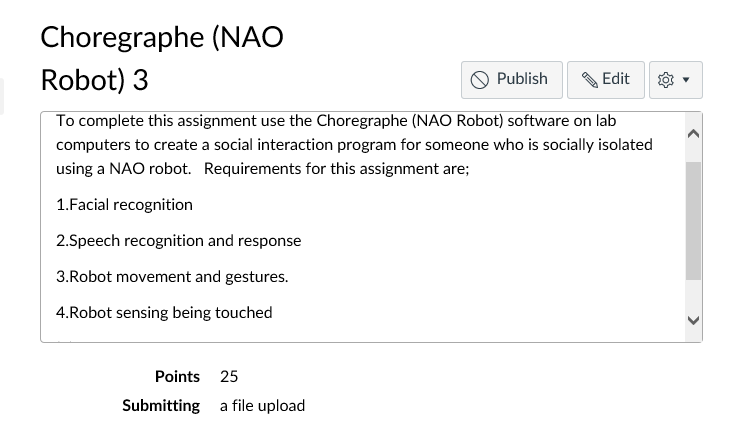 Choregraphe (NAO
Robot) 3
Publish
Edit
To complete this assignment use the Choregraphe (NAO Robot) software on lab
computers to create a social interaction program for someone who is socially isolated
using a NAO robot.   Requirements for this assignment are;
1.Facial recognition
2.Speech recognition and response
3.Robot movement and gestures.
4.Robot sensing being touched
Points 25
Submitting a file upload